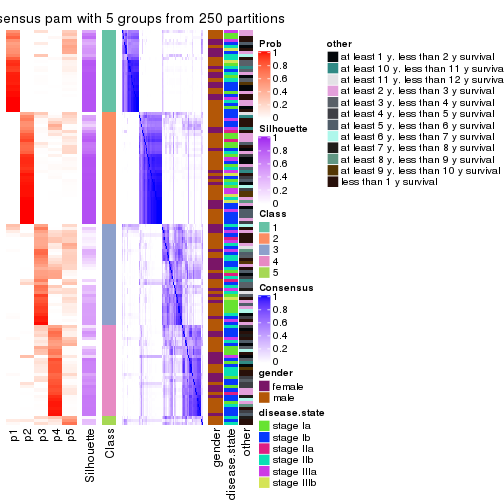 sensus pam with 5 groups from 250 partitions
p1
p2
p3
p4
p5
Silhouette
Class
gender
disease.state
other
Prob
1
0.8
0.6
0.4
0.2
0
Silhouette
1
0.8
0.6
0.4
0.2
0
Class
1
2
3
4
5
Consensus
1
0.8
0.6
0.4
0.2
0
gender
female
male
disease.state
stage Ia
stage Ib
stage IIa
stage IIb
stage IIIa
stage IIIb
other
at least 1 y. less than 2 y survival
at least 10 y. less than 11 y surviva
at least 11 y. less than 12 y surviva
at least 2 y. less than 3 y survival
at least 3 y. less than 4 y survival
at least 4 y. less than 5 y survival
at least 5 y. less than 6 y survival
at least 6 y. less than 7 y survival
at least 7 y. less than 8 y survival
at least 8 y. less than 9 y survival
at least 9 y. less than 10 y survival
less than 1 y survival